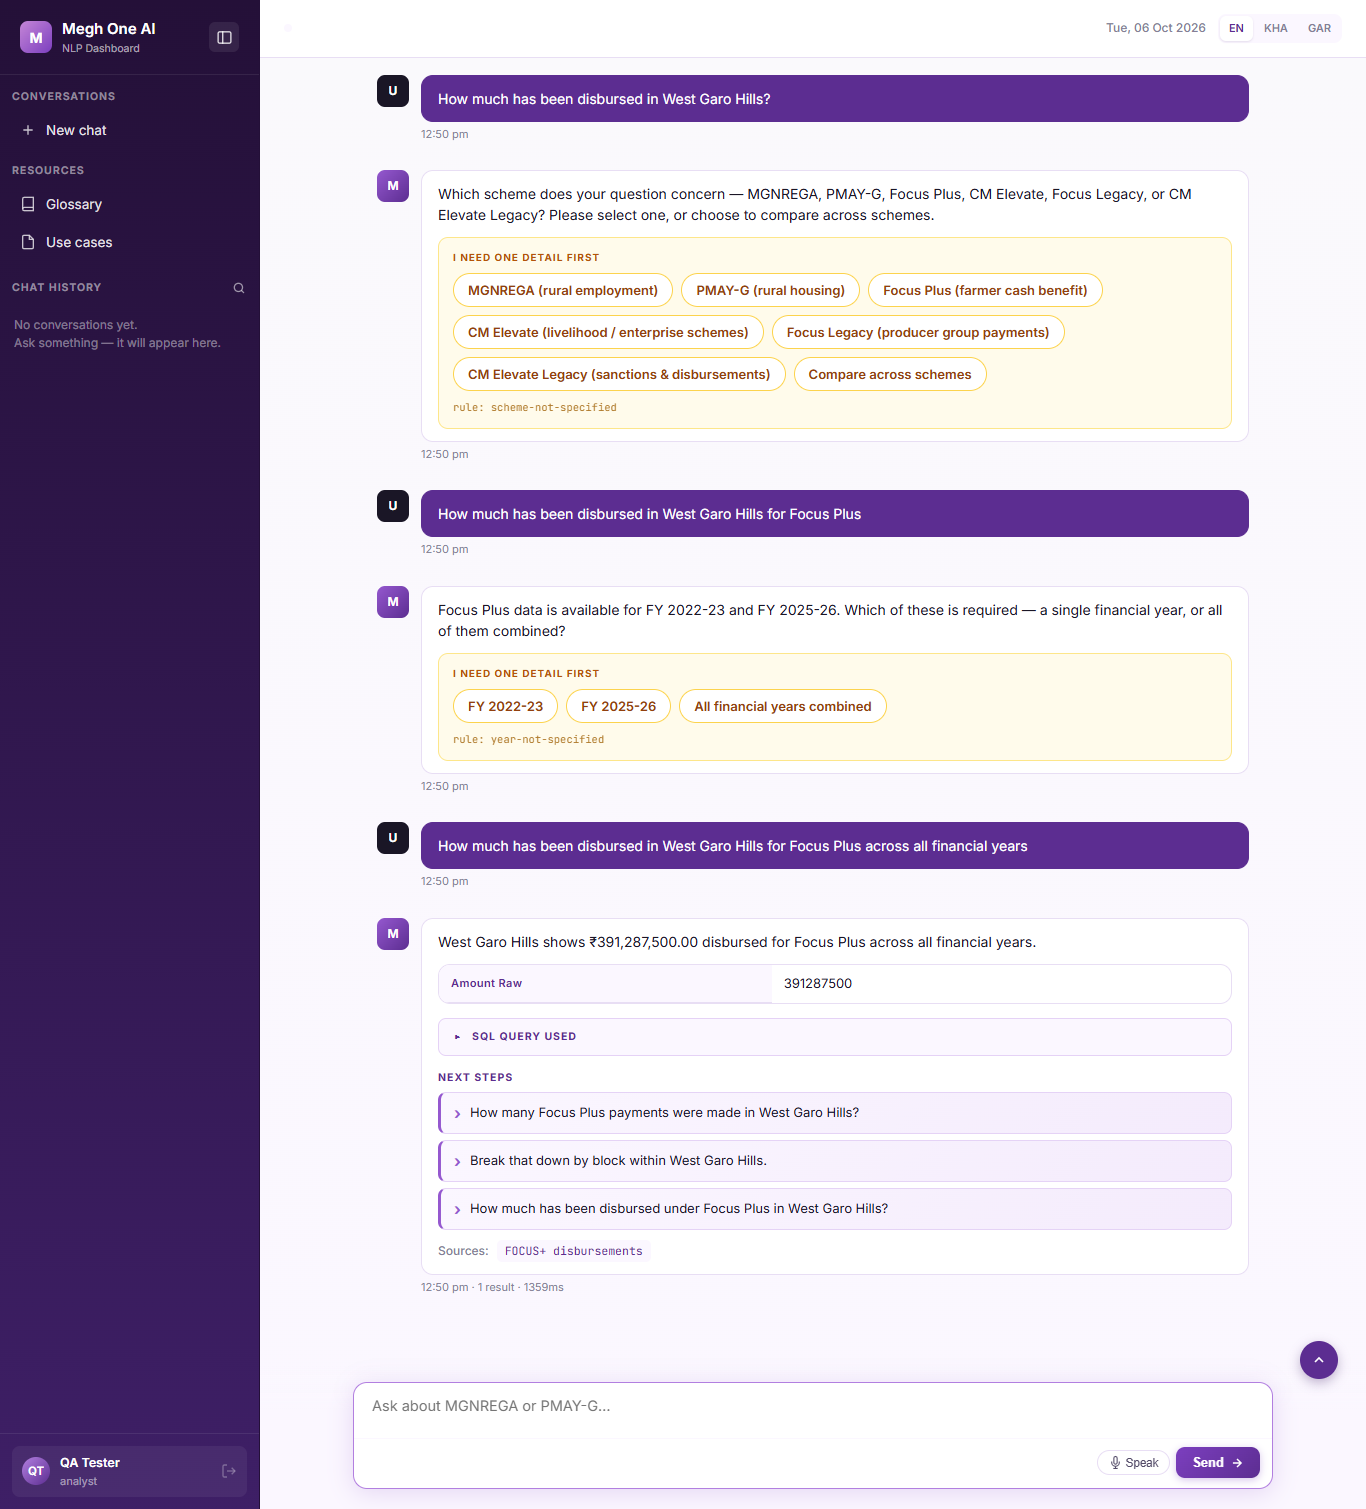 M
Megh One AI
NLP Dashboard
CONVERSATIONS
+ New chat
RESOURCES
Glossary
Use cases
CHAT HISTORY
No conversations yet.
Ask something — it will appear here.
QT
QA Tester
analyst
Tue, 06 Oct 2026
EN KHA GAR
U
How much has been disbursed in West Garo Hills?
12:50 pm
M
Which scheme does your question concern — MGNREGA, PMAY-G, Focus Plus, CM Elevate, Focus Legacy, or CM
Elevate Legacy? Please select one, or choose to compare across schemes.
I NEED ONE DETAIL FIRST
MGNREGA (rural employment) PMAY-G (rural housing) Focus Plus (farmer cash benefit)
CM Elevate (livelihood / enterprise schemes) Focus Legacy (producer group payments)
CM Elevate Legacy (sanctions & disbursements) Compare across schemes
rule: scheme-not-specified
12:50 pm
U
How much has been disbursed in West Garo Hills for Focus Plus
12:50 pm
M
Focus Plus data is available for FY 2022-23 and FY 2025-26. Which of these is required — a single financial year, or all
of them combined?
I NEED ONE DETAIL FIRST
FY 2022-23 FY 2025-26 All financial years combined
rule: year-not-specified
12:50 pm
U
How much has been disbursed in West Garo Hills for Focus Plus across all financial years
12:50 pm
M
West Garo Hills shows ₹391,287,500.00 disbursed for Focus Plus across all financial years.
Amount Raw 391287500
SQL QUERY USED
NEXT STEPS
How many Focus Plus payments were made in West Garo Hills?
Break that down by block within West Garo Hills.
How much has been disbursed under Focus Plus in West Garo Hills?
Sources: FOCUS+ disbursements
12:50 pm · 1 result · 1359ms
Ask about MGNREGA or PMAY-G...
Speak
Send →